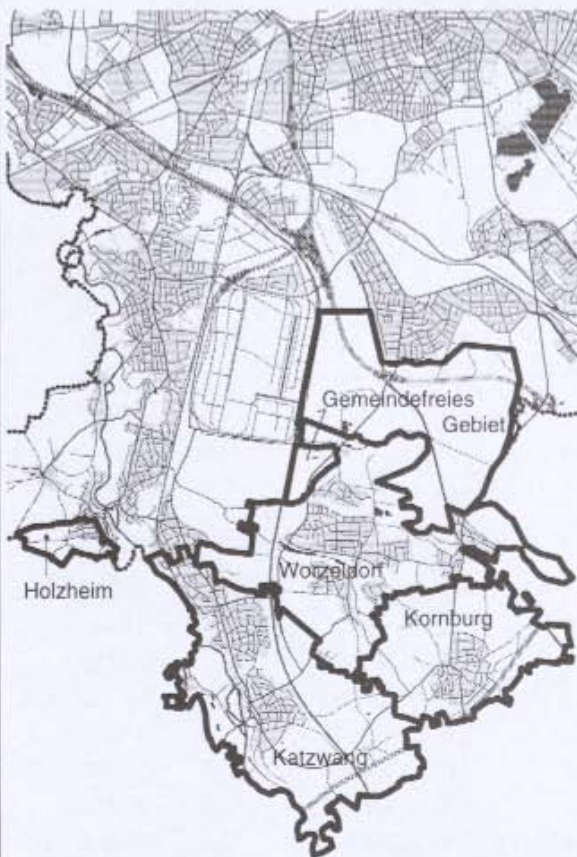 Gemeindefreies
Gebiet
Holzheim
Worzeldorf
Kornburg
Katzwang